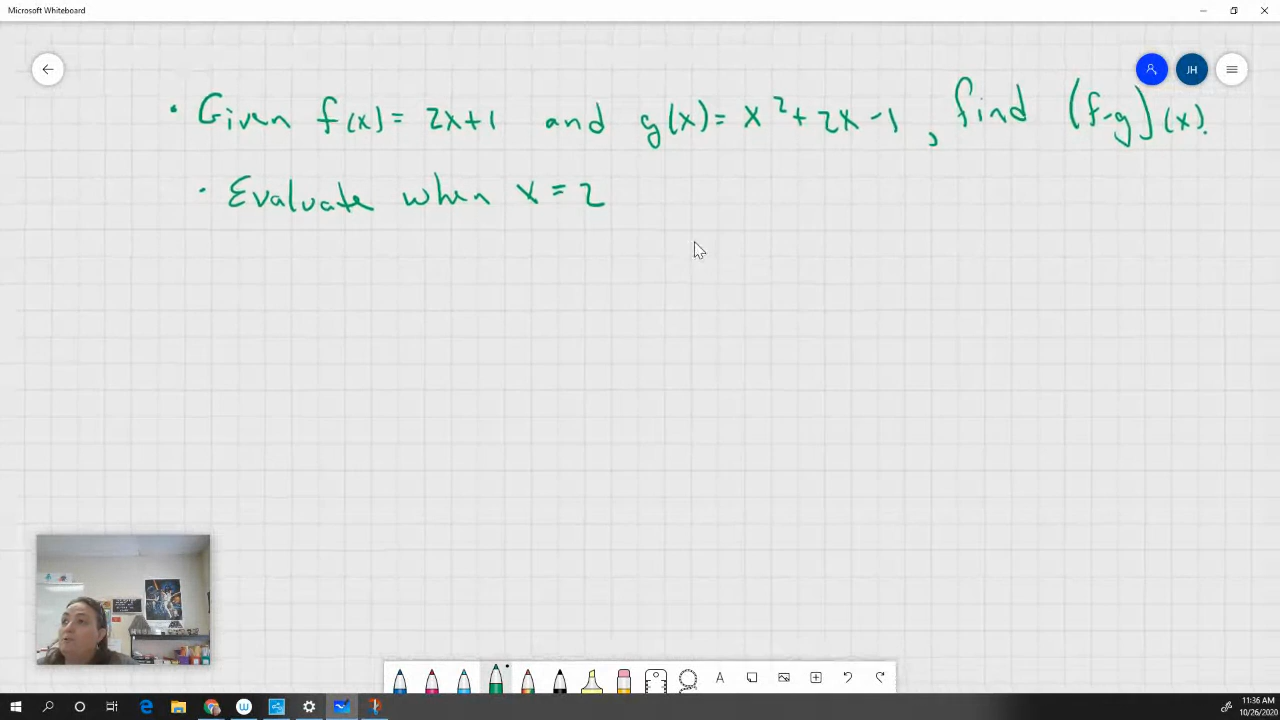 Microsoft Whiteboard
JH
· Given f(x) = 2x+1 and g(x) = x² + 2x -1 , find (f-g)(x).
· Evaluate when x = 2
A
11:36 AM
10/26/2020